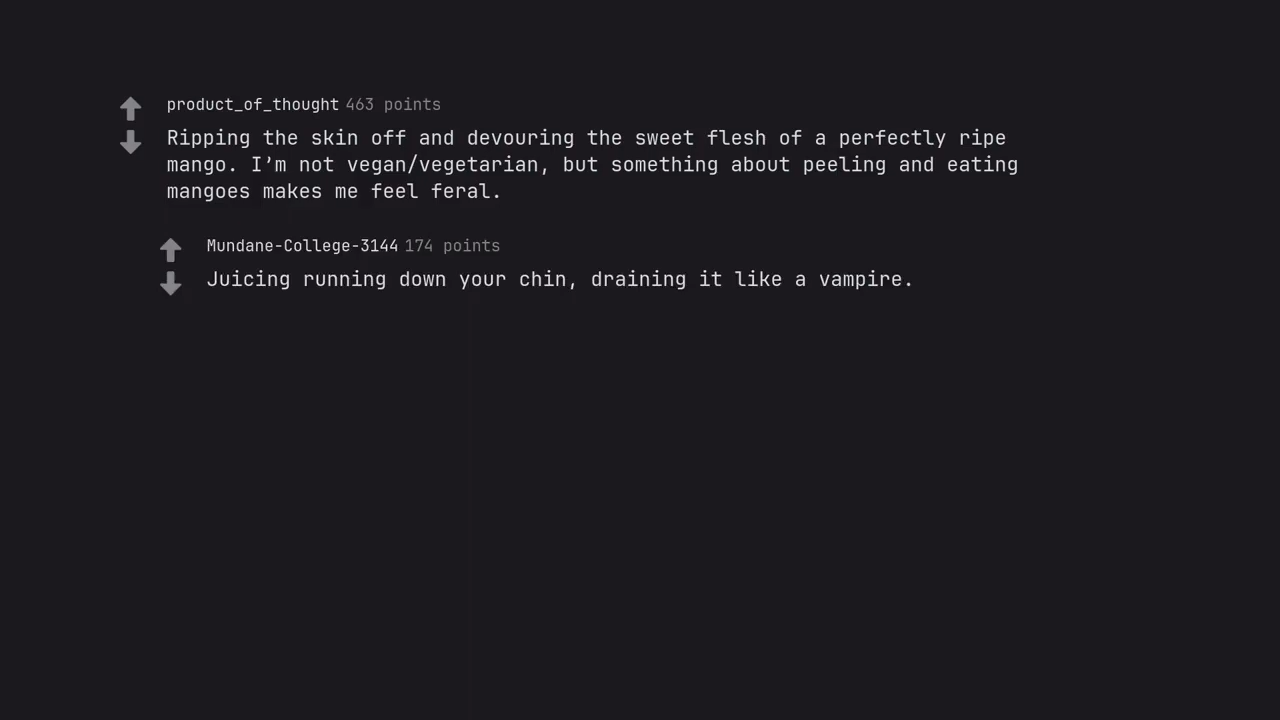 product_of_thought 463 points
Ripping the skin off and devouring the sweet flesh of a perfectly ripe
mango. I’m not vegan/vegetarian, but something about peeling and eating
mangoes makes me feel feral.
Mundane-College-3144 174 points
Juicing running down your chin, draining it like a vampire.